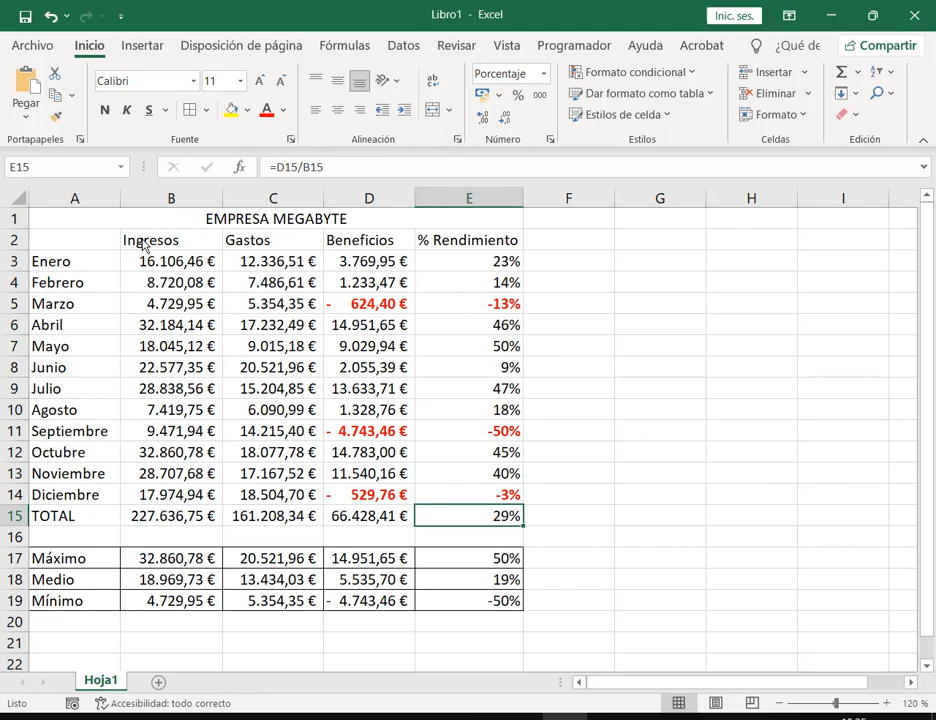 Libro1 - Excel
Inic. ses.
Archivo Inicio Insertar Disposición de página Fórmulas Datos Revisar Vista Programador Ayuda Acrobat ¿Qué de Compartir
Pegar
Calibri 11
N K S
A
ab
Porcentaje
% 000
Formato condicional
Dar formato como tabla
Estilos de celda
Insertar
Eliminar
Formato
Portapapeles Fuente Alineación Número Estilos Celdas Edición
E15 fx =D15/B15
A B C D E F G H I
1 EMPRESA MEGABYTE
2 Ingresos Gastos Beneficios % Rendimiento
3 Enero 16.106,46 € 12.336,51 € 3.769,95 € 23%
4 Febrero 8.720,08 € 7.486,61 € 1.233,47 € 14%
5 Marzo 4.729,95 € 5.354,35 € - 624,40 € -13%
6 Abril 32.184,14 € 17.232,49 € 14.951,65 € 46%
7 Mayo 18.045,12 € 9.015,18 € 9.029,94 € 50%
8 Junio 22.577,35 € 20.521,96 € 2.055,39 € 9%
9 Julio 28.838,56 € 15.204,85 € 13.633,71 € 47%
10 Agosto 7.419,75 € 6.090,99 € 1.328,76 € 18%
11 Septiembre 9.471,94 € 14.215,40 € - 4.743,46 € -50%
12 Octubre 32.860,78 € 18.077,78 € 14.783,00 € 45%
13 Noviembre 28.707,68 € 17.167,52 € 11.540,16 € 40%
14 Diciembre 17.974,94 € 18.504,70 € - 529,76 € -3%
15 TOTAL 227.636,75 € 161.208,34 € 66.428,41 € 29%
16
17 Máximo 32.860,78 € 20.521,96 € 14.951,65 € 50%
18 Medio 18.969,73 € 13.434,03 € 5.535,70 € 19%
19 Mínimo 4.729,95 € 5.354,35 € - 4.743,46 € -50%
20
21
22
Hoja1
Listo Accesibilidad: todo correcto 120 %